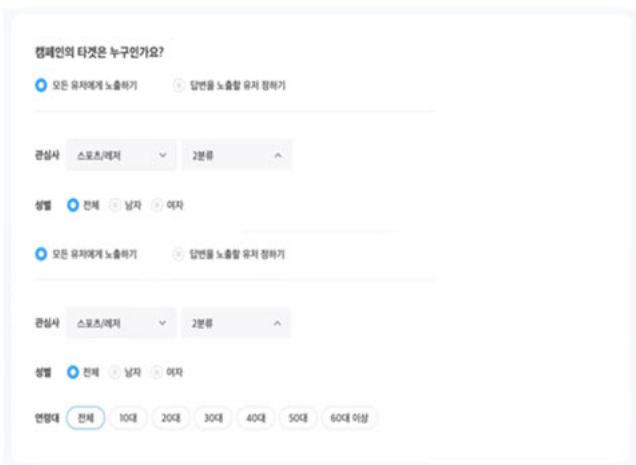 캠페인의 타겟은 누구인가요?
모든 유저에게 노출하기 답변을 노출할 유저 정하기
관심사 스포츠/레저 2분류
성별 전체 남자 여자
모든 유저에게 노출하기 답변을 노출할 유저 정하기
관심사 스포츠/레저 2분류
성별 전체 남자 여자
연령대 전체 10대 20대 30대 40대 50대 60대 이상